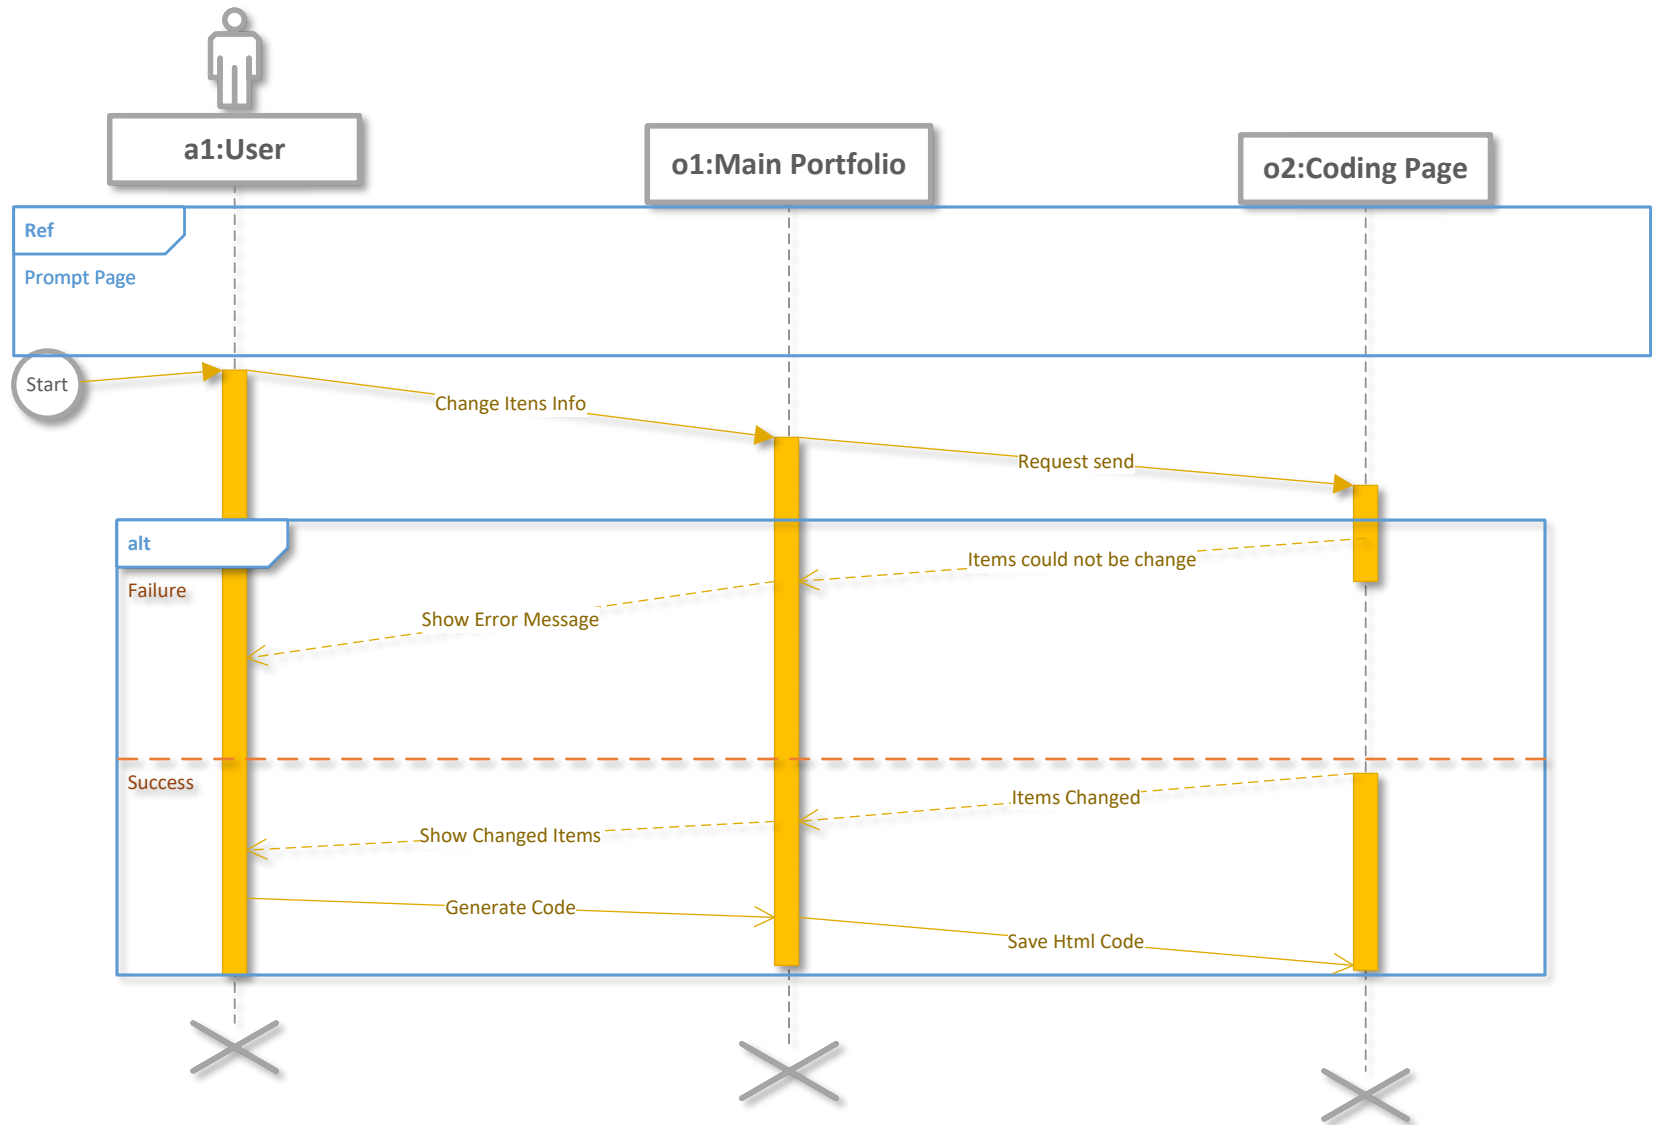 a1:User
o1:Main Portfolio
o2:Coding Page
Ref
Prompt Page
Start
Change Itens Info
Request send
alt
Items could not be change
Failure
Show Error Message
Success
Items Changed
Show Changed Items
Generate Code
Save Html Code